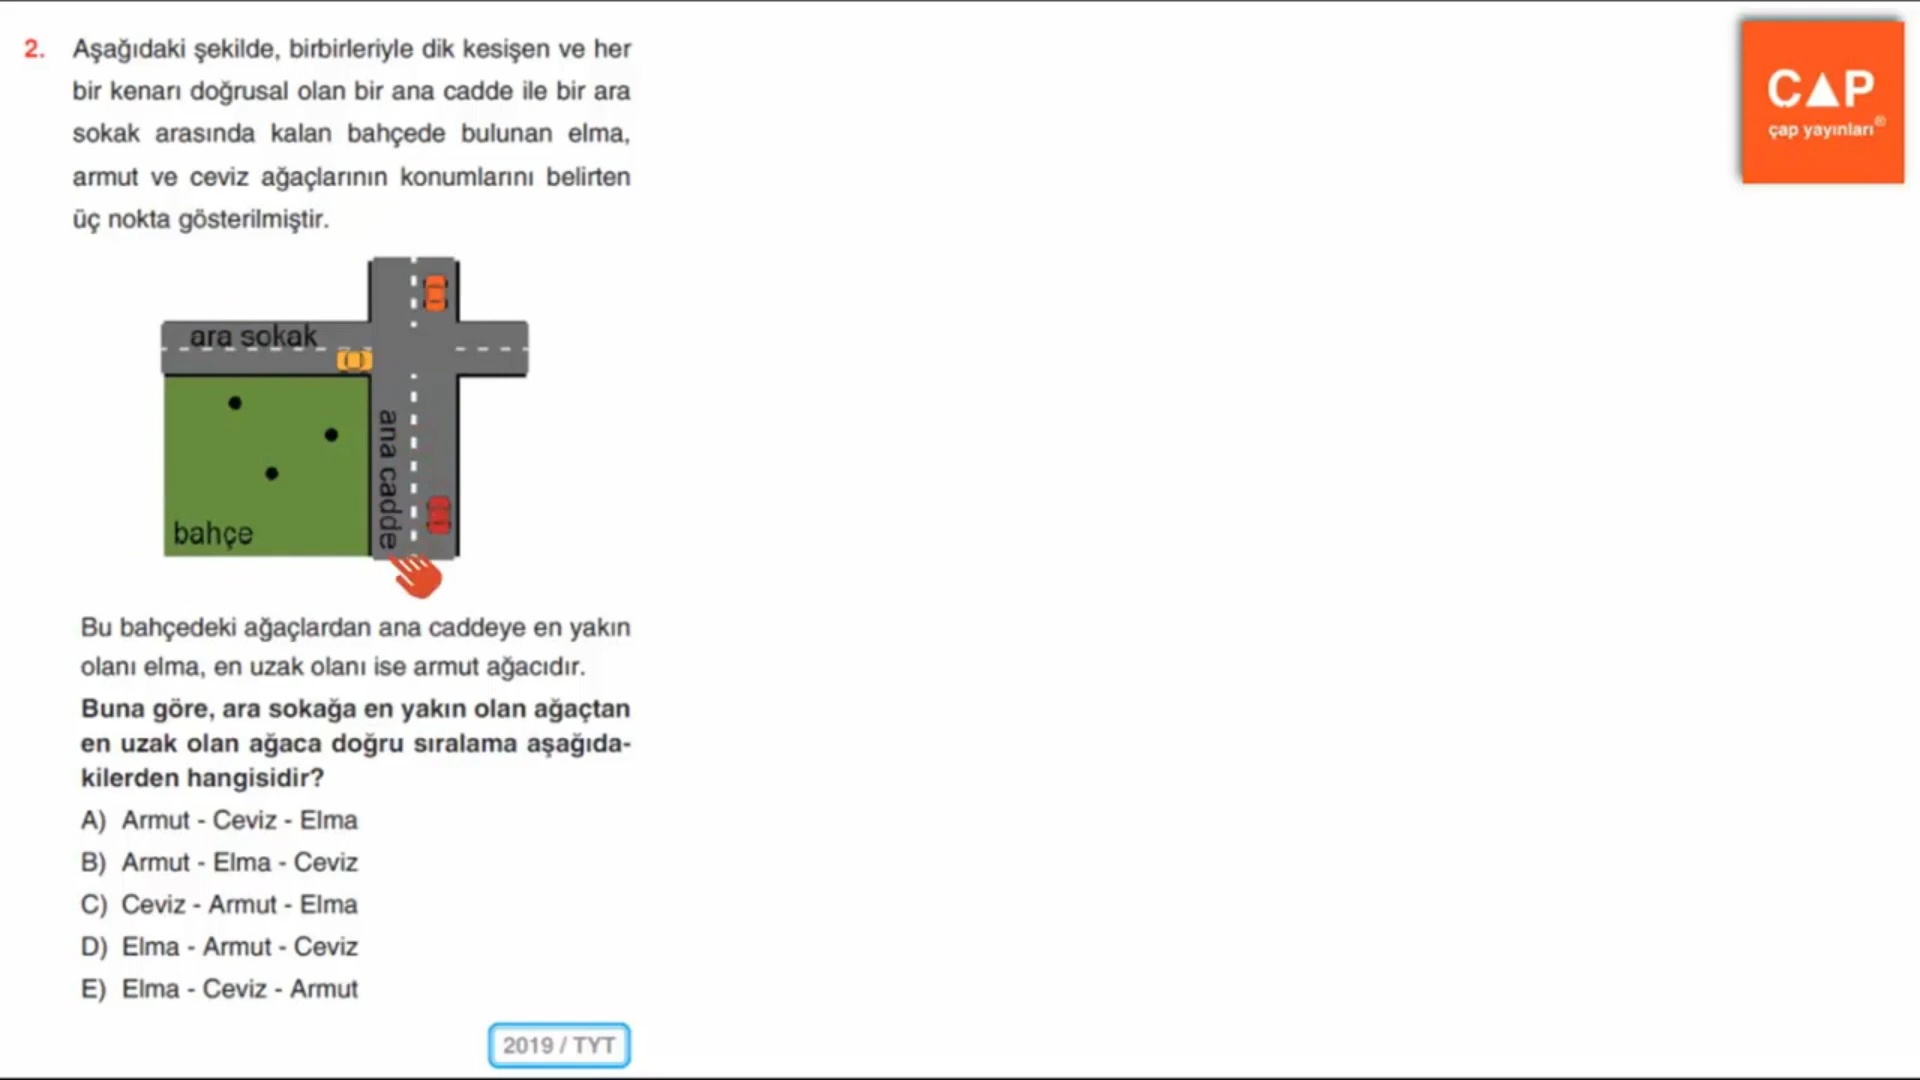 2. Aşağıdaki şekilde, birbirleriyle dik kesişen ve her
bir kenarı doğrusal olan bir ana cadde ile bir ara
sokak arasında kalan bahçede bulunan elma,
armut ve ceviz ağaçlarının konumlarını belirten
üç nokta gösterilmiştir.
ara sokak
ana cadde
bahçe
Bu bahçedeki ağaçlardan ana caddeye en yakın
olanı elma, en uzak olanı ise armut ağacıdır.
Buna göre, ara sokağa en yakın olan ağaçtan
en uzak olan ağaca doğru sıralama aşağıda-
kilerden hangisidir?
A) Armut - Ceviz - Elma
B) Armut - Elma - Ceviz
C) Ceviz - Armut - Elma
D) Elma - Armut - Ceviz
E) Elma - Ceviz - Armut
2019 / TYT
CAP
çap yayınları®